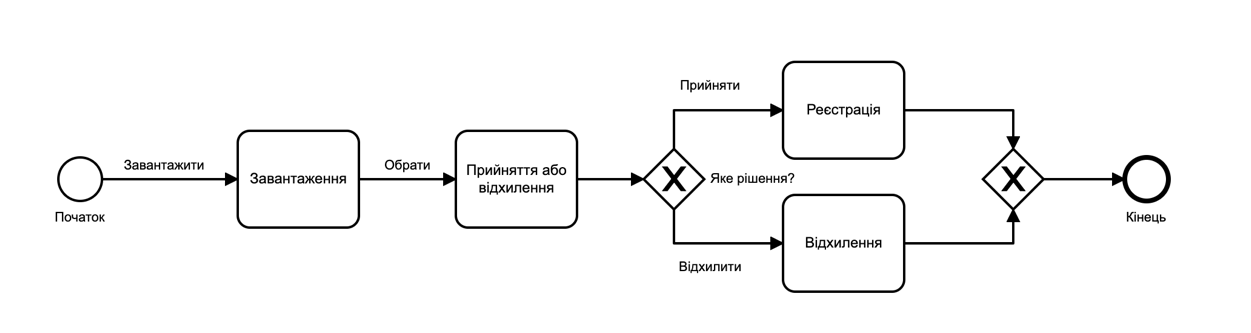 Початок
Завантажити
Завантаження
Обрати
Прийняття або
відхилення
Яке рішення?
Прийняти
Реєстрація
Відхилити
Відхилення
Кінець